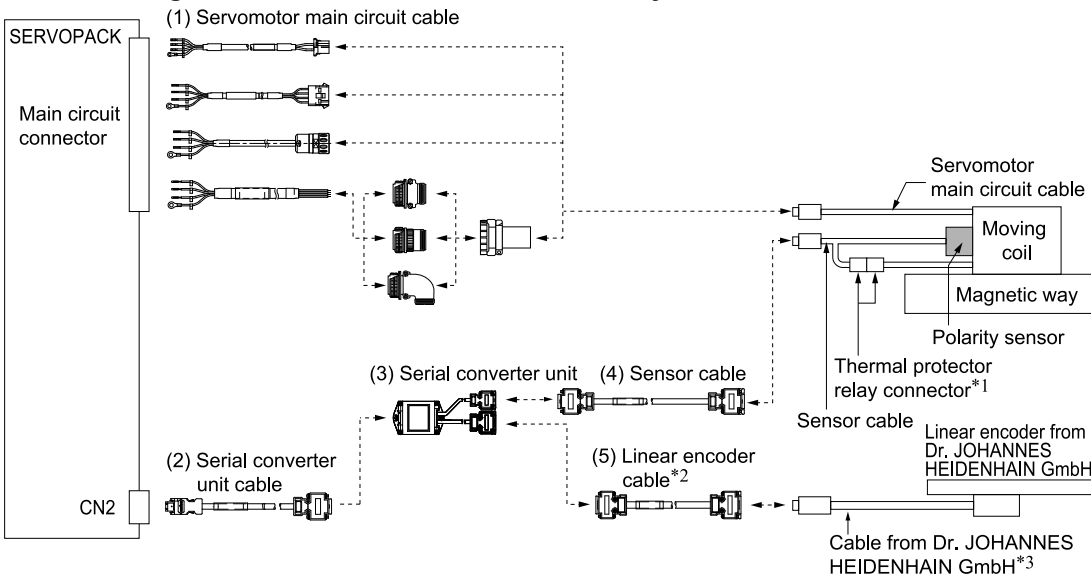 (1) Servomotor main circuit cable
SERVOPACK
Main circuit
connector
Servomotor
main circuit cable
Moving
coil
Magnetic way
Polarity sensor
Thermal protector
relay connector*1
Sensor cable
(3) Serial converter unit
(4) Sensor cable
(2) Serial converter
unit cable
(5) Linear encoder
cable*2
Linear encoder from
Dr. JOHANNES
HEIDENHAIN GmbH
CN2
Cable from Dr. JOHANNES
HEIDENHAIN GmbH*3